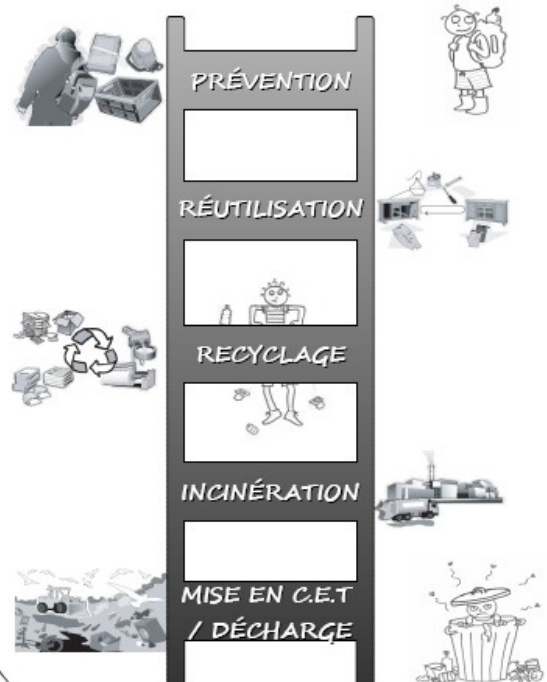 PRÉVENTION
RÉUTILISATION
RECYCLAGE
INCINÉRATION
MISE EN C.E.T
/ DÉCHARGE